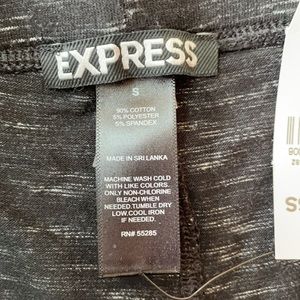 EXPRESS
S
90% COTTON
5% POLYESTER
5% SPANDEX
MADE IN SRI LANKA
MACHINE WASH COLD
WITH LIKE COLORS.
ONLY NON-CHLORINE
BLEACH WHEN
NEEDED.TUMBLE DRY
LOW.COOL IRON
IF NEEDED.
RN# 55285